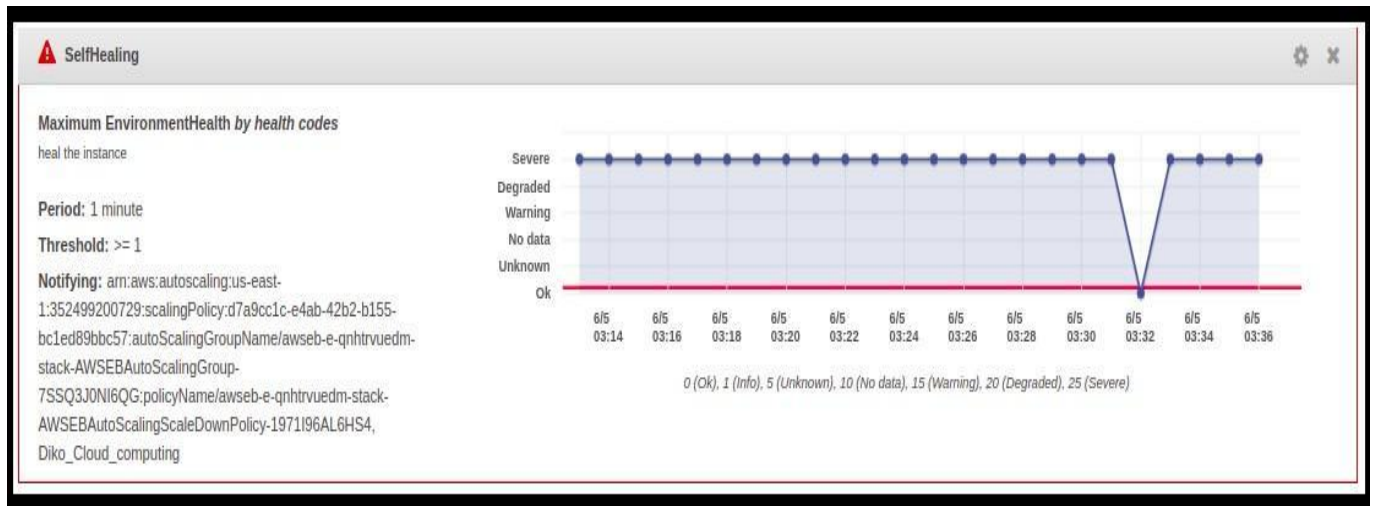 SelfHealing
Maximum EnvironmentHealth by health codes
heal the instance
Period: 1 minute
Threshold: >= 1
Notifying: arn:aws:autoscaling:us-east-
1:352499200729:scalingPolicy:d7a9cc1c-e4ab-42b2-b155-
bc1ed89bbc57:autoScalingGroupName/awseb-e-qnhtrvuedm-
stack-AWSEBAutoScalingGroup-
7SSQ3J0NI6QG:policyName/awseb-e-qnhtrvuedm-stack-
AWSEBAutoScalingScaleDownPolicy-1971I96AL6HS4,
Diko_Cloud_computing
Severe
Degraded
Warning
No data
Unknown
Ok
6/5 6/5 6/5 6/5 6/5 6/5 6/5 6/5 6/5 6/5 6/5 6/5
03:14 03:16 03:18 03:20 03:22 03:24 03:26 03:28 03:30 03:32 03:34 03:36
0 (Ok), 1 (Info), 5 (Unknown), 10 (No data), 15 (Warning), 20 (Degraded), 25 (Severe)